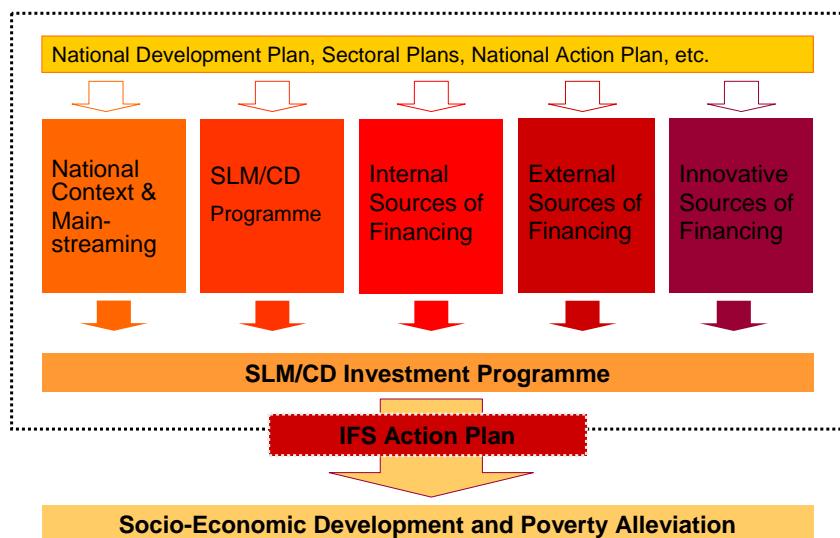 National Development Plan, Sectoral Plans, National Action Plan, etc.
National
Context &
Main-
streaming
SLM/CD
Programme
Internal
Sources of
Financing
External
Sources of
Financing
Innovative
Sources of
Financing
SLM/CD Investment Programme
IFS Action Plan
Socio-Economic Development and Poverty Alleviation